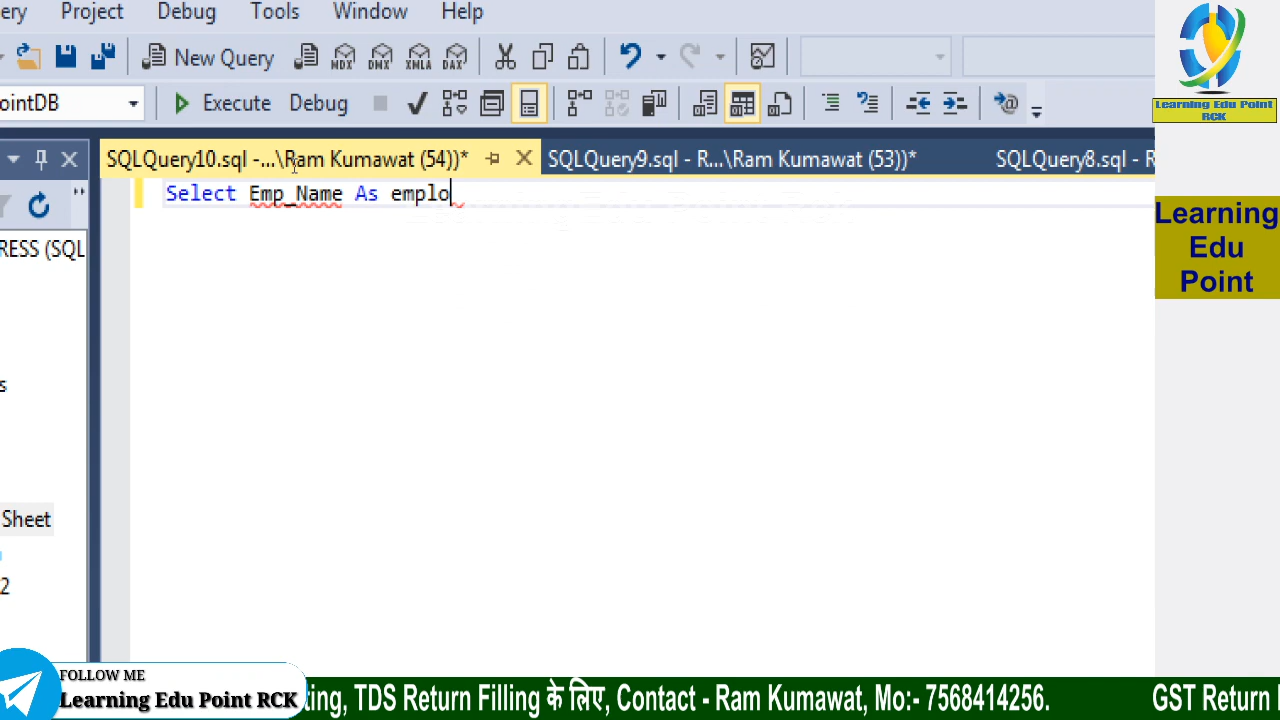 ery Project Debug Tools Window Help
New Query MDX DMX XMLA DAX
ointDB Execute Debug
SQLQuery10.sql -...\Ram Kumawat (54))* SQLQuery9.sql - R...\Ram Kumawat (53))* SQLQuery8.sql - R
Select Emp_Name As emplo
RESS (SQL
s
Sheet
2
Learning Edu Point
RCK
Learning
Edu
Point
FOLLOW ME
Learning Edu Point RCK
ting, TDS Return Filling के लिए, Contact - Ram Kumawat, Mo:- 7568414256. GST Return